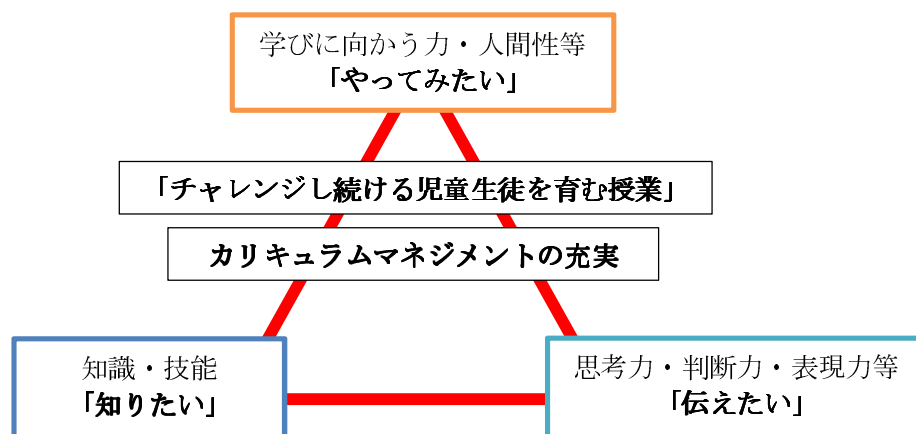 学びに向かう力・人間性等
「やってみたい」
「チャレンジし続ける児童生徒を育む授業」
カリキュラムマネジメントの充実
知識・技能
「知りたい」
思考力・判断力・表現力等
「伝えたい」